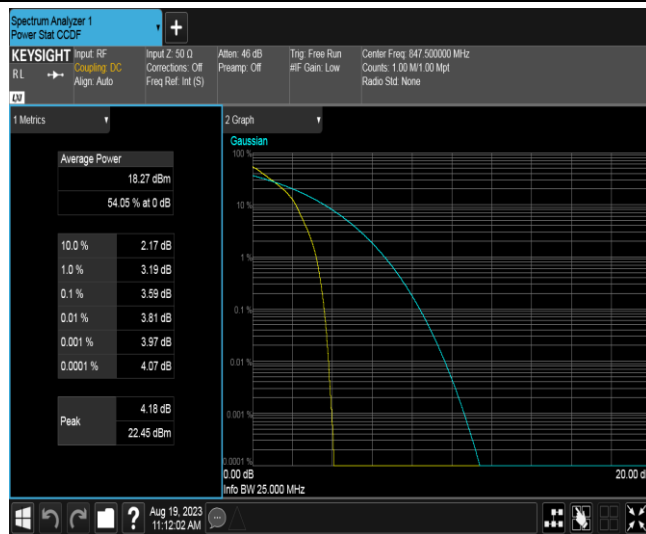 Spectrum Analyzer 1
Power Stat CCDF
+
KEYSIGHT
RL
Input: RF
Coupling: DC
Align: Auto
Input Z: 50 Ω
Corrections: Off
Freq Ref: Int (S)
Atten: 46 dB
Preamp: Off
Trig: Free Run
#IF Gain: Low
Center Freq: 847.500000 MHz
Counts: 1.00 M/1.00 Mpt
Radio Std: None
LXI
1 Metrics
Average Power
18.27 dBm
54.05 % at 0 dB
10.0 % 2.17 dB
1.0 % 3.19 dB
0.1 % 3.59 dB
0.01 % 3.81 dB
0.001 % 3.97 dB
0.0001 % 4.07 dB
Peak
4.18 dB
22.45 dBm
2 Graph
Gaussian
100 %
10 %
1 %
0.1 %
0.01 %
0.001 %
0.0001 %
0.00 dB
20.00 d
Info BW 25.000 MHz
?
Aug 19, 2023
11:12:02 AM